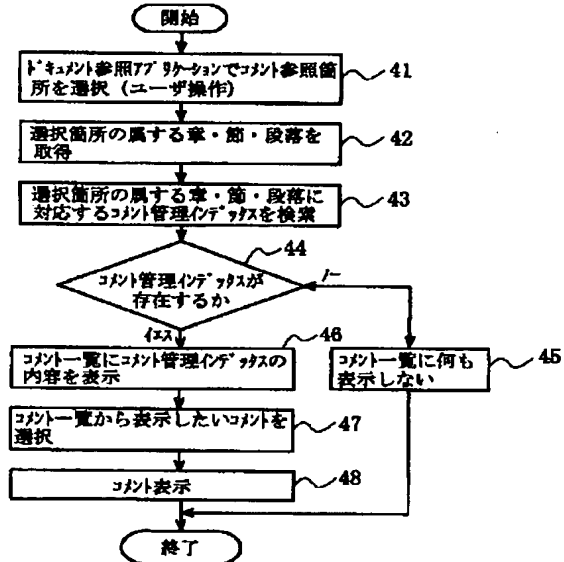 開始
ドキュメント参照アプリケーションでコメント参照箇
所を選択（ユーザ操作）
41
選択箇所の属する章・節・段落を
取得
42
選択箇所の属する章・節・段落に
対応するコメント管理インデックスを検索
43
44
コメント管理インデックスが
存在するか
ノー
イエス
46
コメント一覧にコメント管理インデックスの
内容を表示
コメント一覧に何も
表示しない
45
コメント一覧から表示したいコメントを
選択
47
コメント表示
48
終了